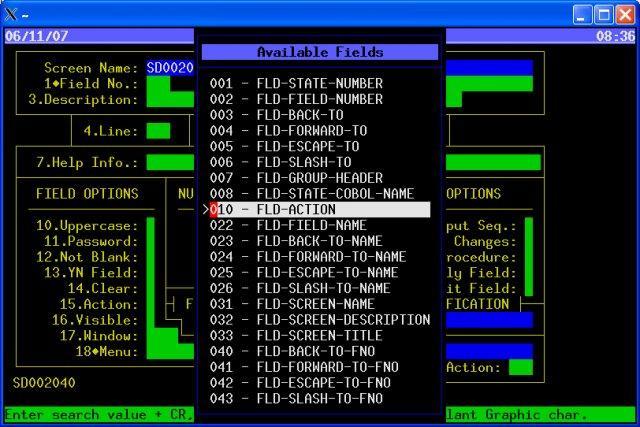 X ~
06/11/07 08:36
Available Fields
Screen Name: SD0020
1♦Field No.:
3.Description:
4.Line:
7.Help Info.:
FIELD OPTIONS
10.Uppercase:
11.Password:
12.Not Blank:
13.YN Field:
14.Clear:
15.Action:
16.Visible:
17.Window:
18♦Menu:
SD002040
001 - FLD-STATE-NUMBER
002 - FLD-FIELD-NUMBER
003 - FLD-BACK-TO
004 - FLD-FORWARD-TO
005 - FLD-ESCAPE-TO
006 - FLD-SLASH-TO
007 - FLD-GROUP-HEADER
008 - FLD-STATE-COBOL-NAME
>010 - FLD-ACTION
022 - FLD-FIELD-NAME
023 - FLD-BACK-TO-NAME
024 - FLD-FORWARD-TO-NAME
025 - FLD-ESCAPE-TO-NAME
026 - FLD-SLASH-TO-NAME
031 - FLD-SCREEN-NAME
032 - FLD-SCREEN-DESCRIPTION
033 - FLD-SCREEN-TITLE
040 - FLD-BACK-TO-FNO
041 - FLD-FORWARD-TO-FNO
042 - FLD-ESCAPE-TO-FNO
043 - FLD-SLASH-TO-FNO
NU
F
OPTIONS
put Seq.:
Changes:
rocedure:
ly Field:
it Field:
FICATION
Action:
Enter search value + CR, lant Graphic char.